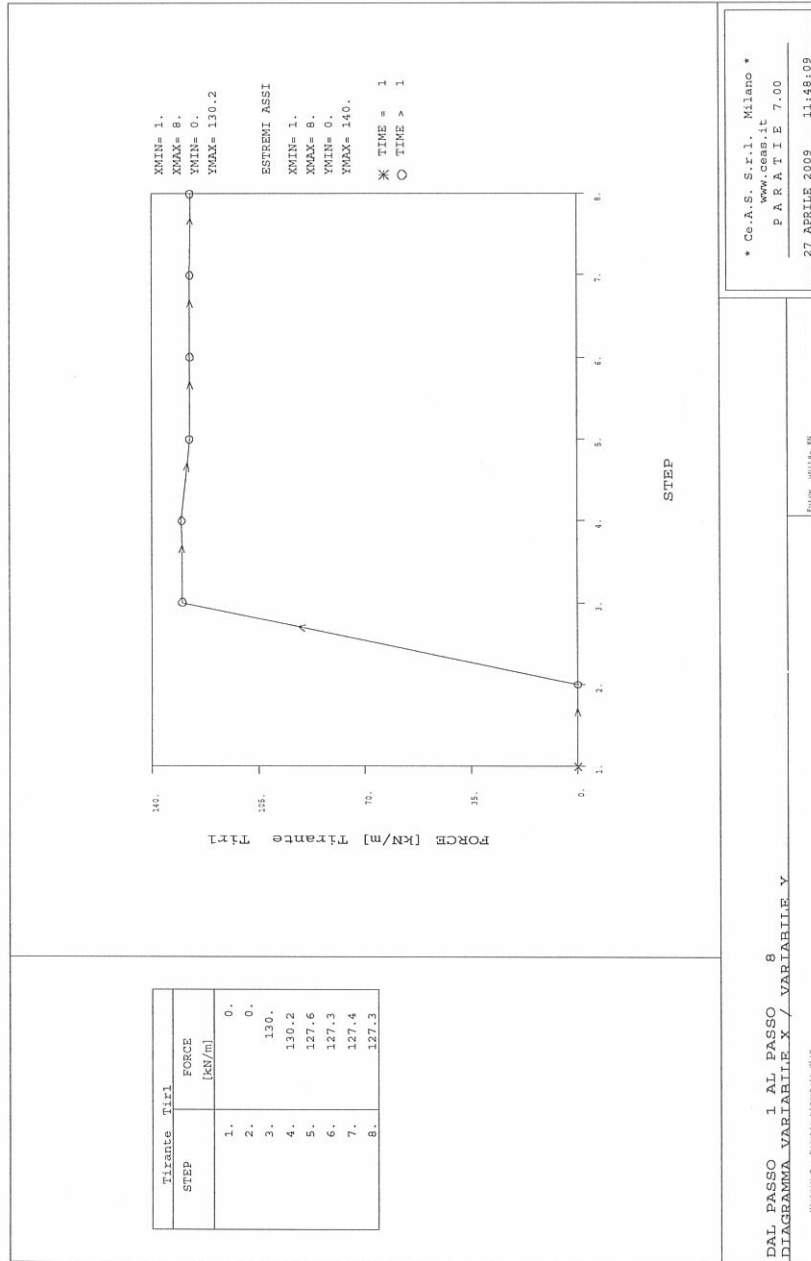 Tirante Tir1
STEP FORCE
[kN/m]
1. 0.
2. 0.
3. 130.
4. 130.2
5. 127.6
6. 127.3
7. 127.4
8. 127.3
FORCE [kN/m] Tirante Tir1
140.
105.
70.
35.
0.
1. 2. 3. 4. 5. 6. 7. 8.
STEP
XMIN= 1.
XMAX= 8.
YMIN= 0.
YMAX= 130.2
ESTREMI ASSI
XMIN= 1.
XMAX= 8.
YMIN= 0.
YMAX= 140.
TIME = 1
TIME > 1
DAL PASSO 1 AL PASSO 8
DIAGRAMMA VARIABILE X / VARIABILE Y
* Ce.A.S. S.r.l. Milano *
www.ceas.it
P A R A T I E 7.00
27 APRILE 2009 11:48:09